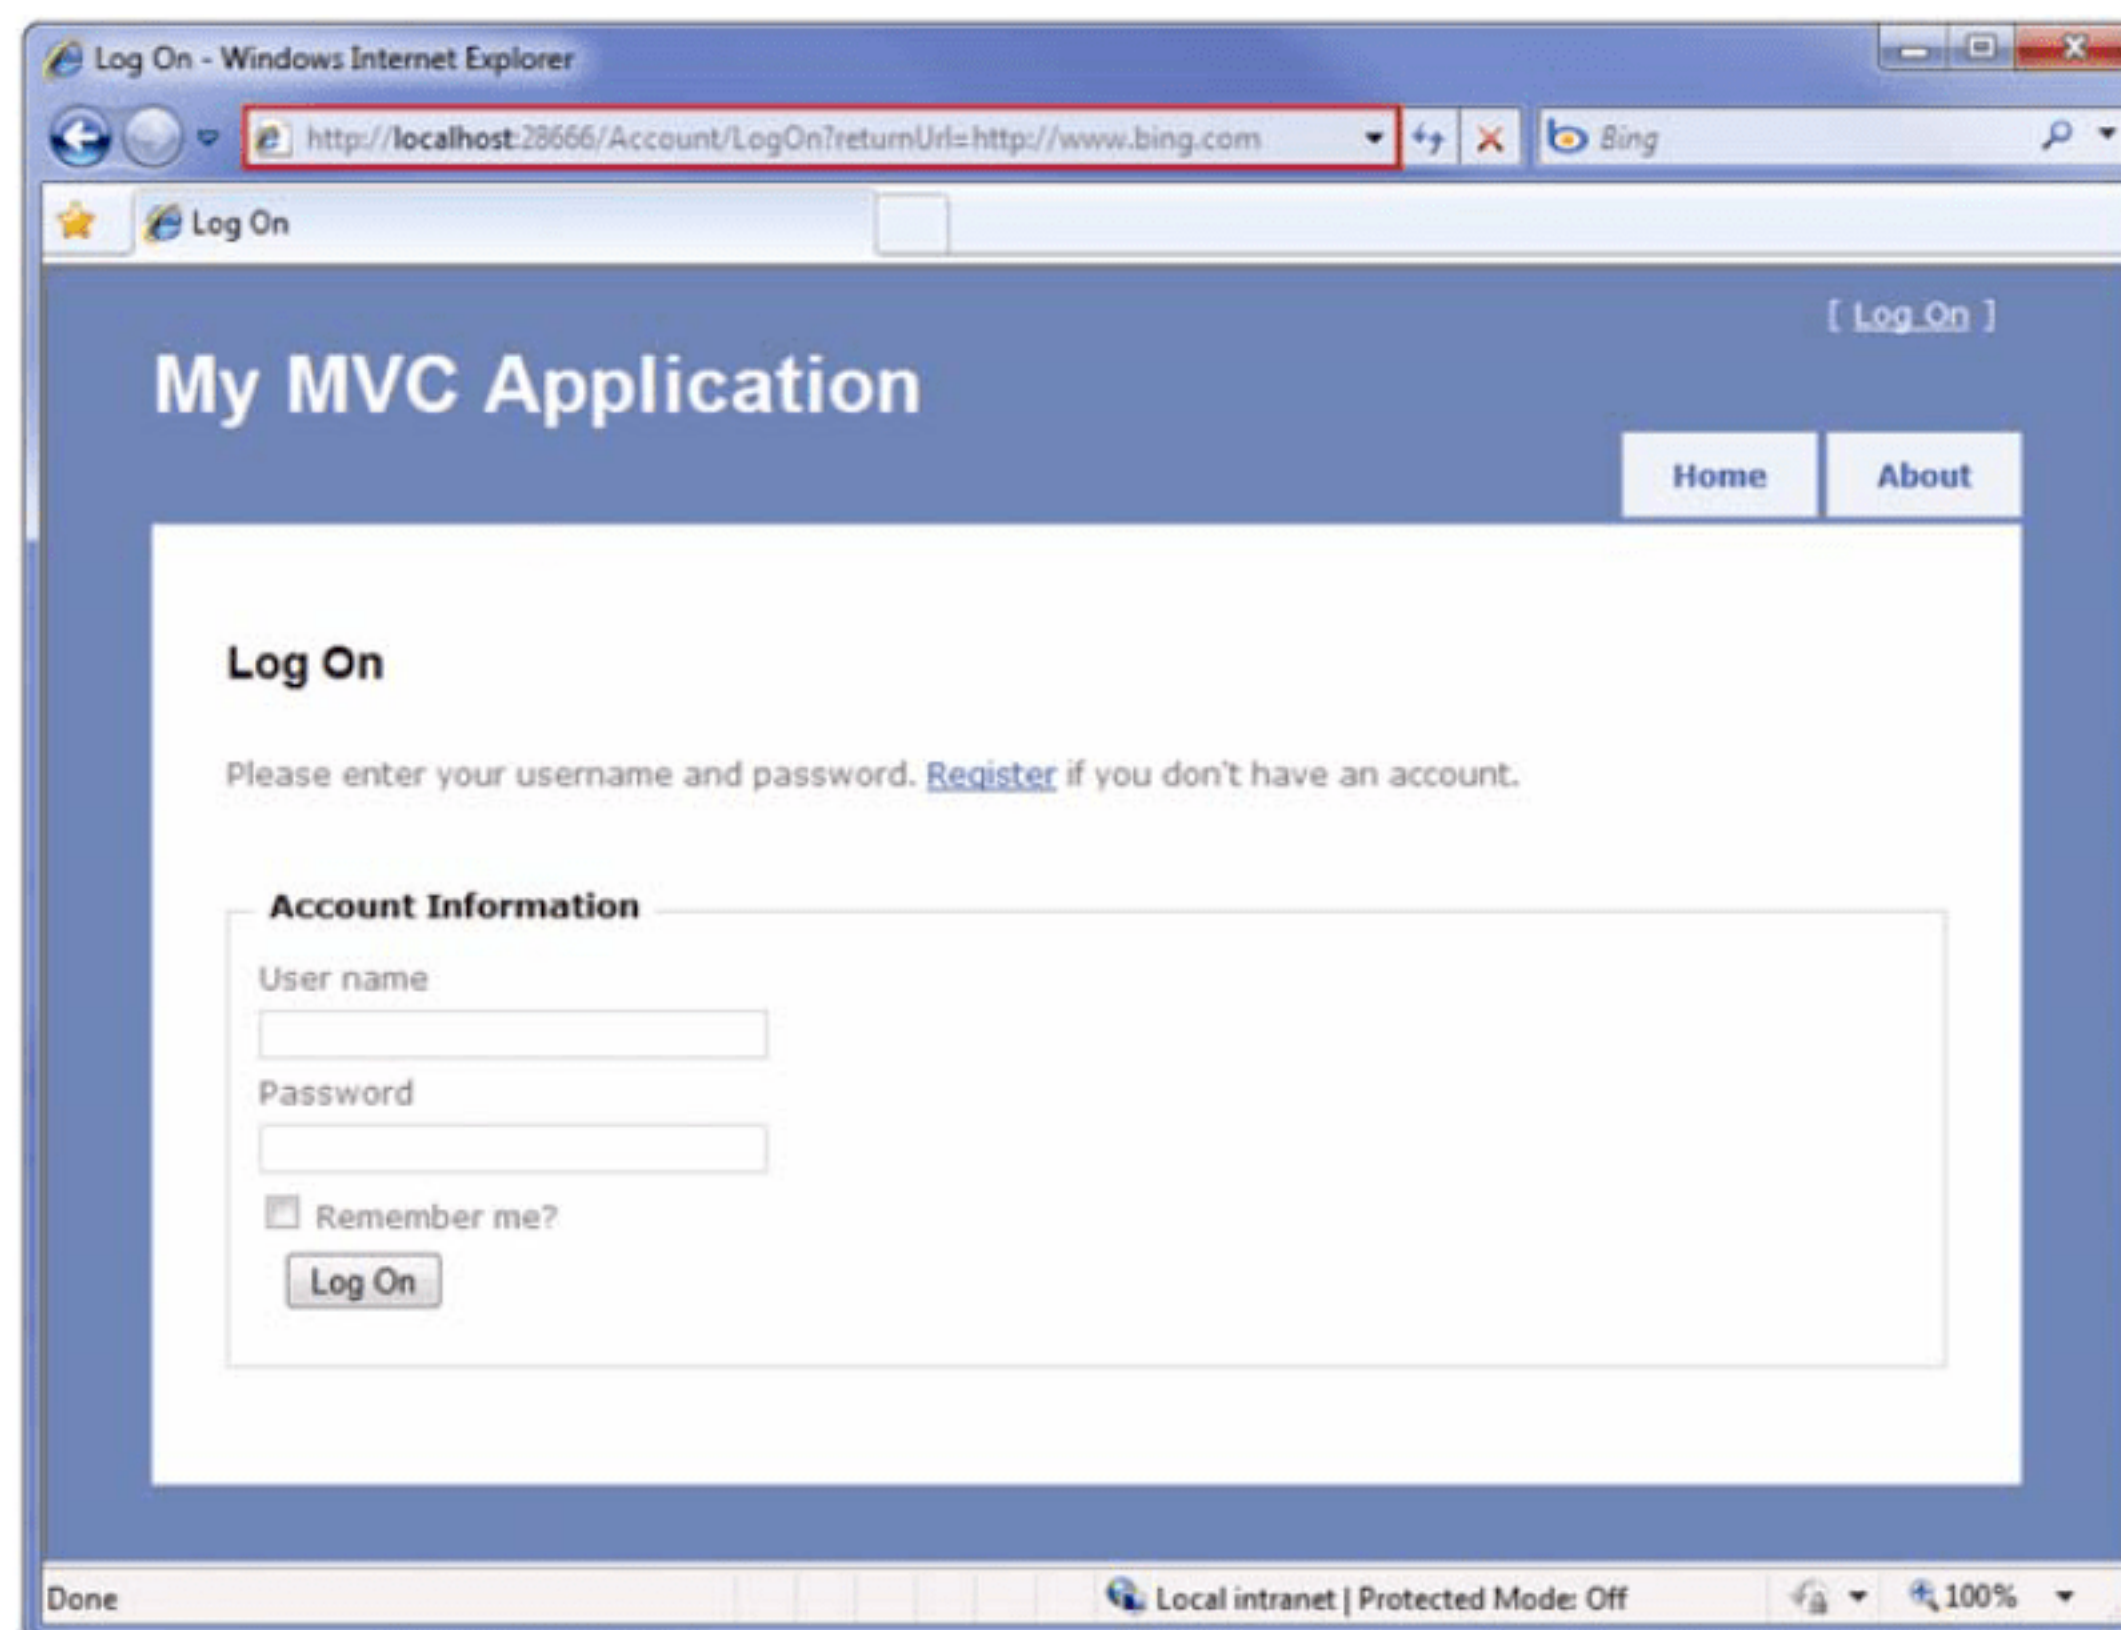 Log On - Windows Internet Explorer
http://localhost:28666/Account/LogOn?returnUrl=http://www.bing.com
Bing
Log On
[ Log On ]
My MVC Application
Home
About
Log On
Please enter your username and password. Register if you don't have an account.
Account Information
User name
Password
Remember me?
Log On
Done
Local intranet | Protected Mode: Off
100%